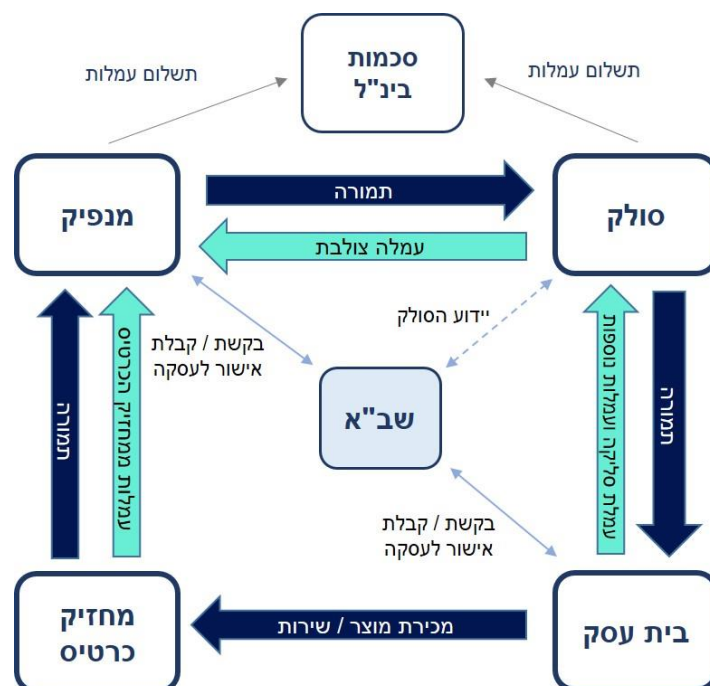 סכמות
בינ"ל
תשלום עמלות
תשלום עמלות
סולק
מנפיק
תמורה
עמלה צולבת
יידוע הסולק
בקשת / קבלת
אישור לעסקה
שב"א
תמורה
עמלת סליקה ועמלות נוספות
עמלות ממחזיק הכרטיס
תמורה
בקשת / קבלת
אישור לעסקה
בית עסק
מכירת מוצר / שירות
מחזיק
כרטיס